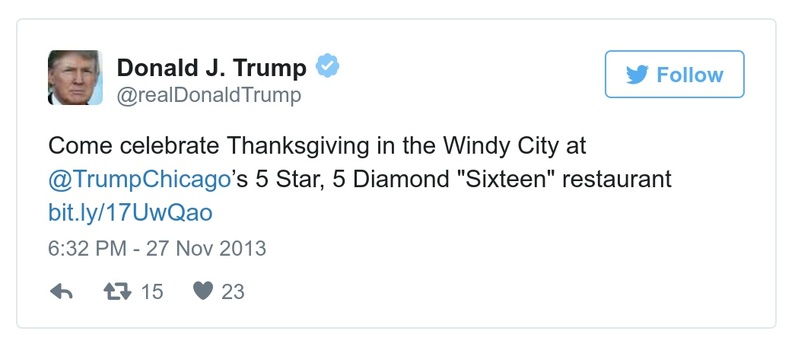 Donald J. Trump
@realDonaldTrump
Follow
Come celebrate Thanksgiving in the Windy City at
@TrumpChicago’s 5 Star, 5 Diamond "Sixteen" restaurant
bit.ly/17UwQao
6:32 PM - 27 Nov 2013
15 23